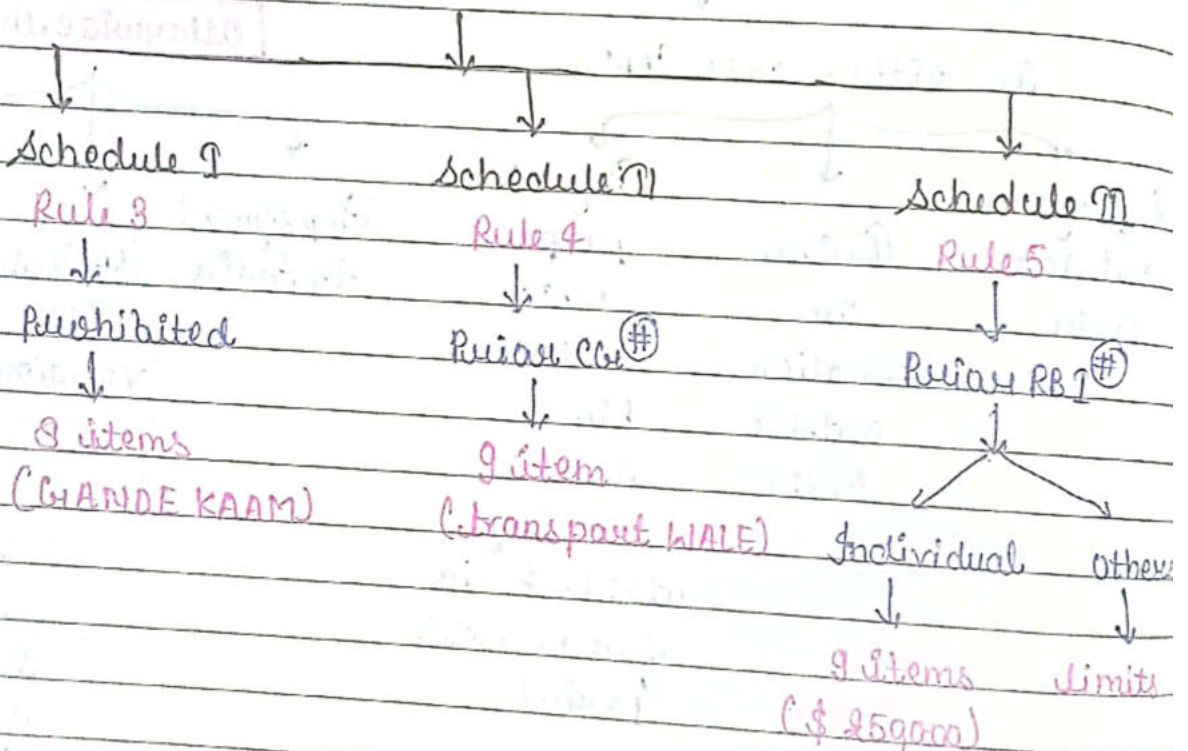 Schedule I
Rule 3
Prohibited
8 items
(GANDE KAAM)
Schedule II
Rule 4
Prior CG #
9 item
(transport WALE)
Schedule III
Rule 5
Prior RBI #
Individual
Others
9 items
($ 250000)
limits